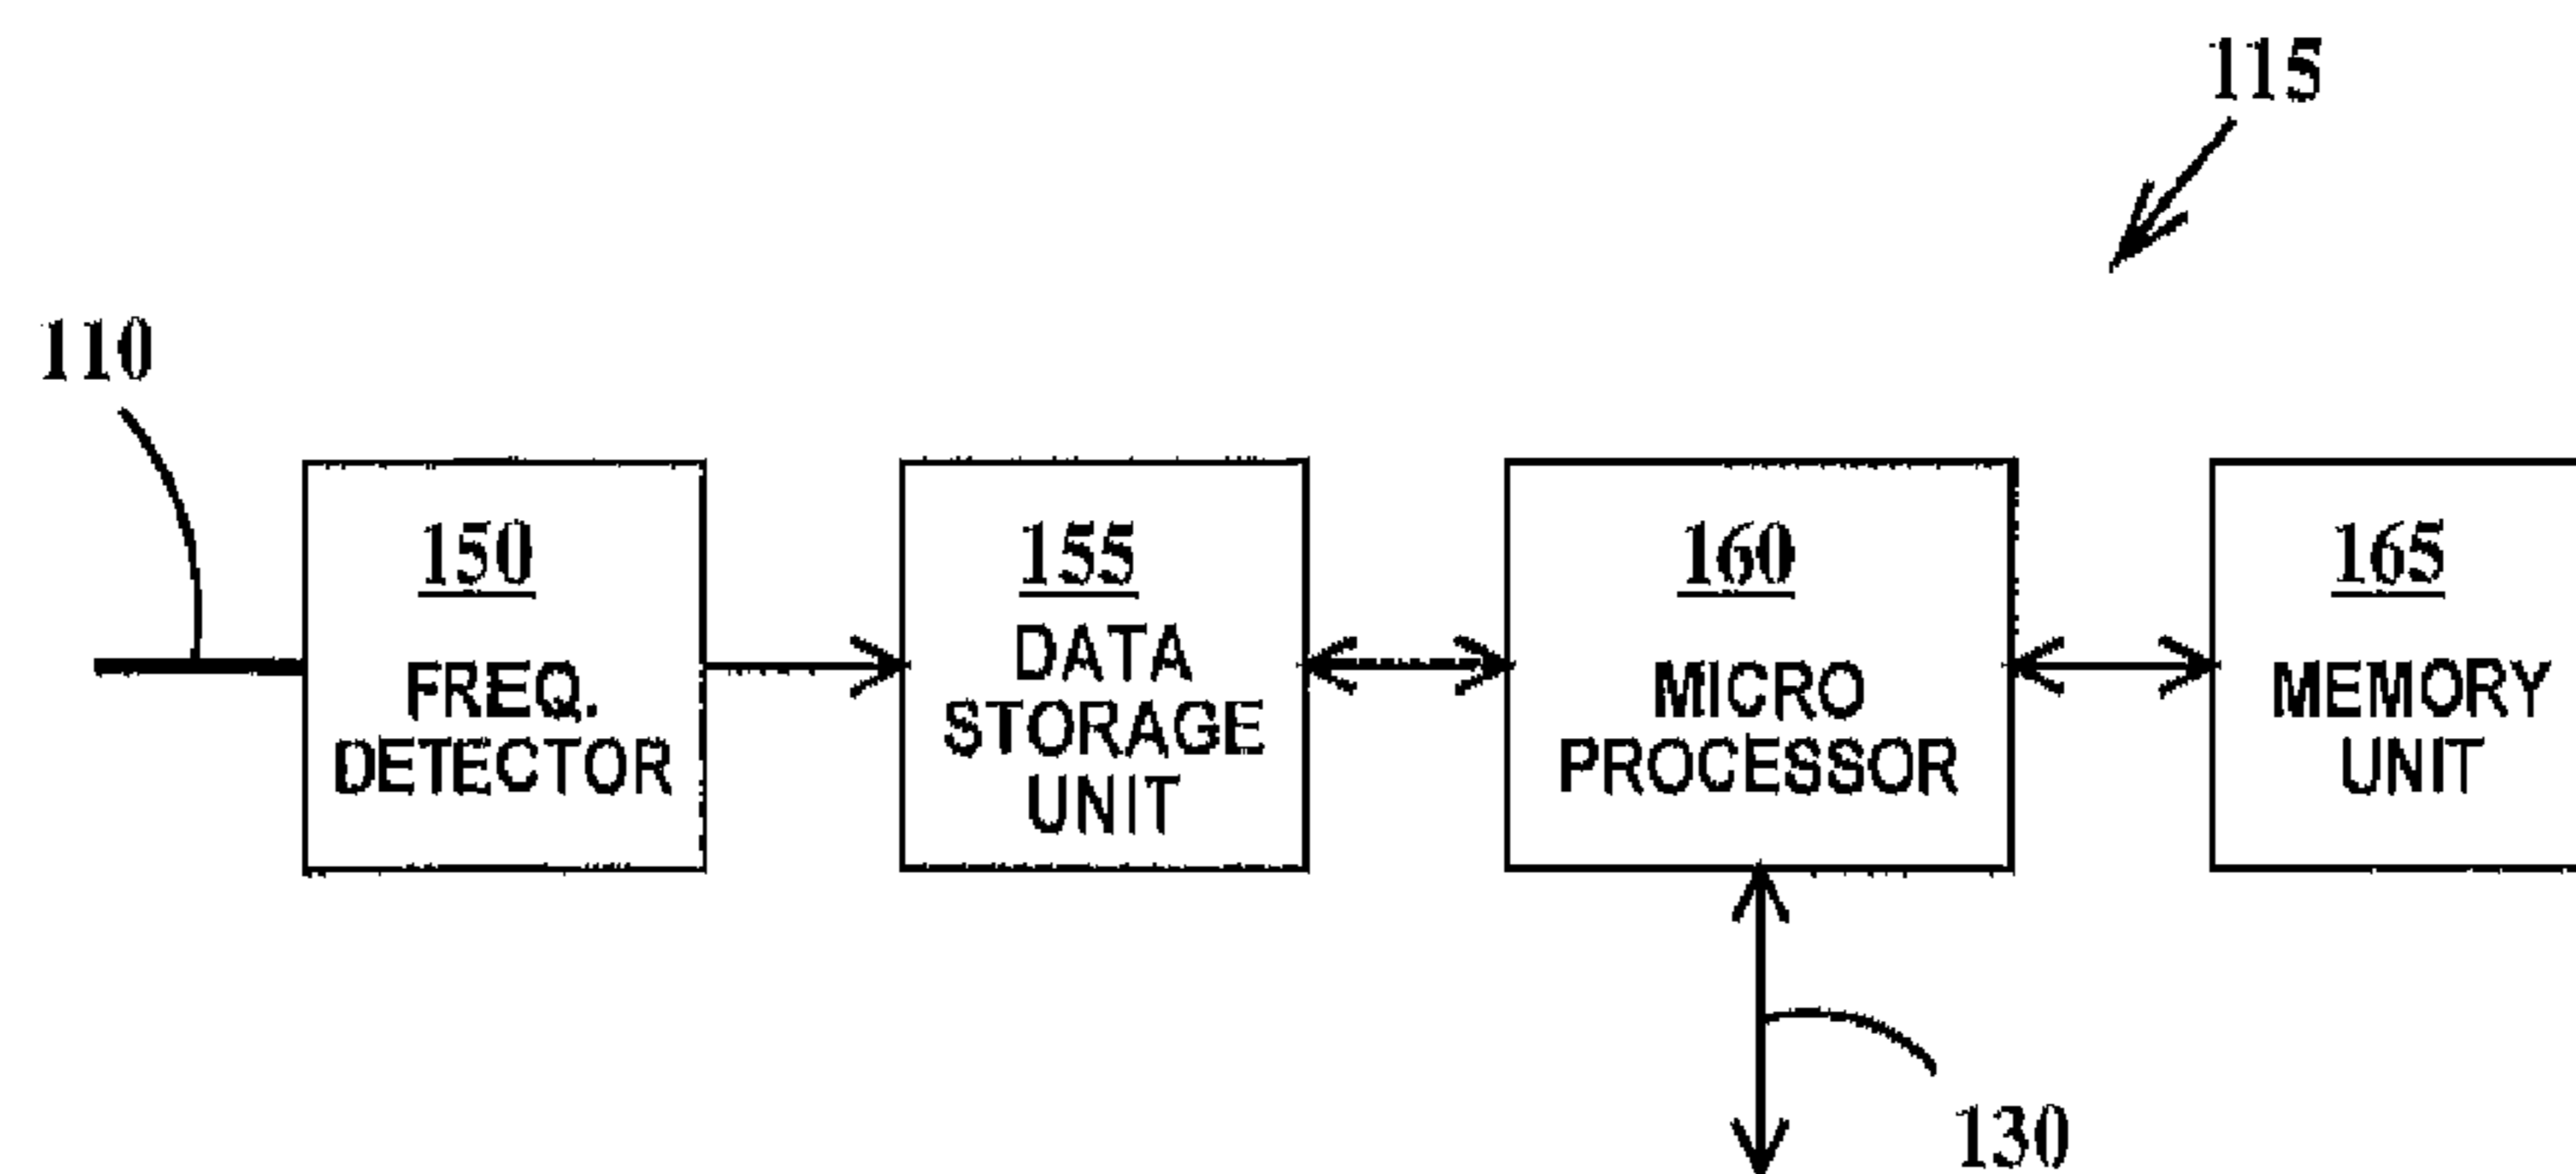 115
110
150
FREQ.
DETECTOR
155
DATA
STORAGE
UNIT
160
MICRO
PROCESSOR
165
MEMORY
UNIT
130